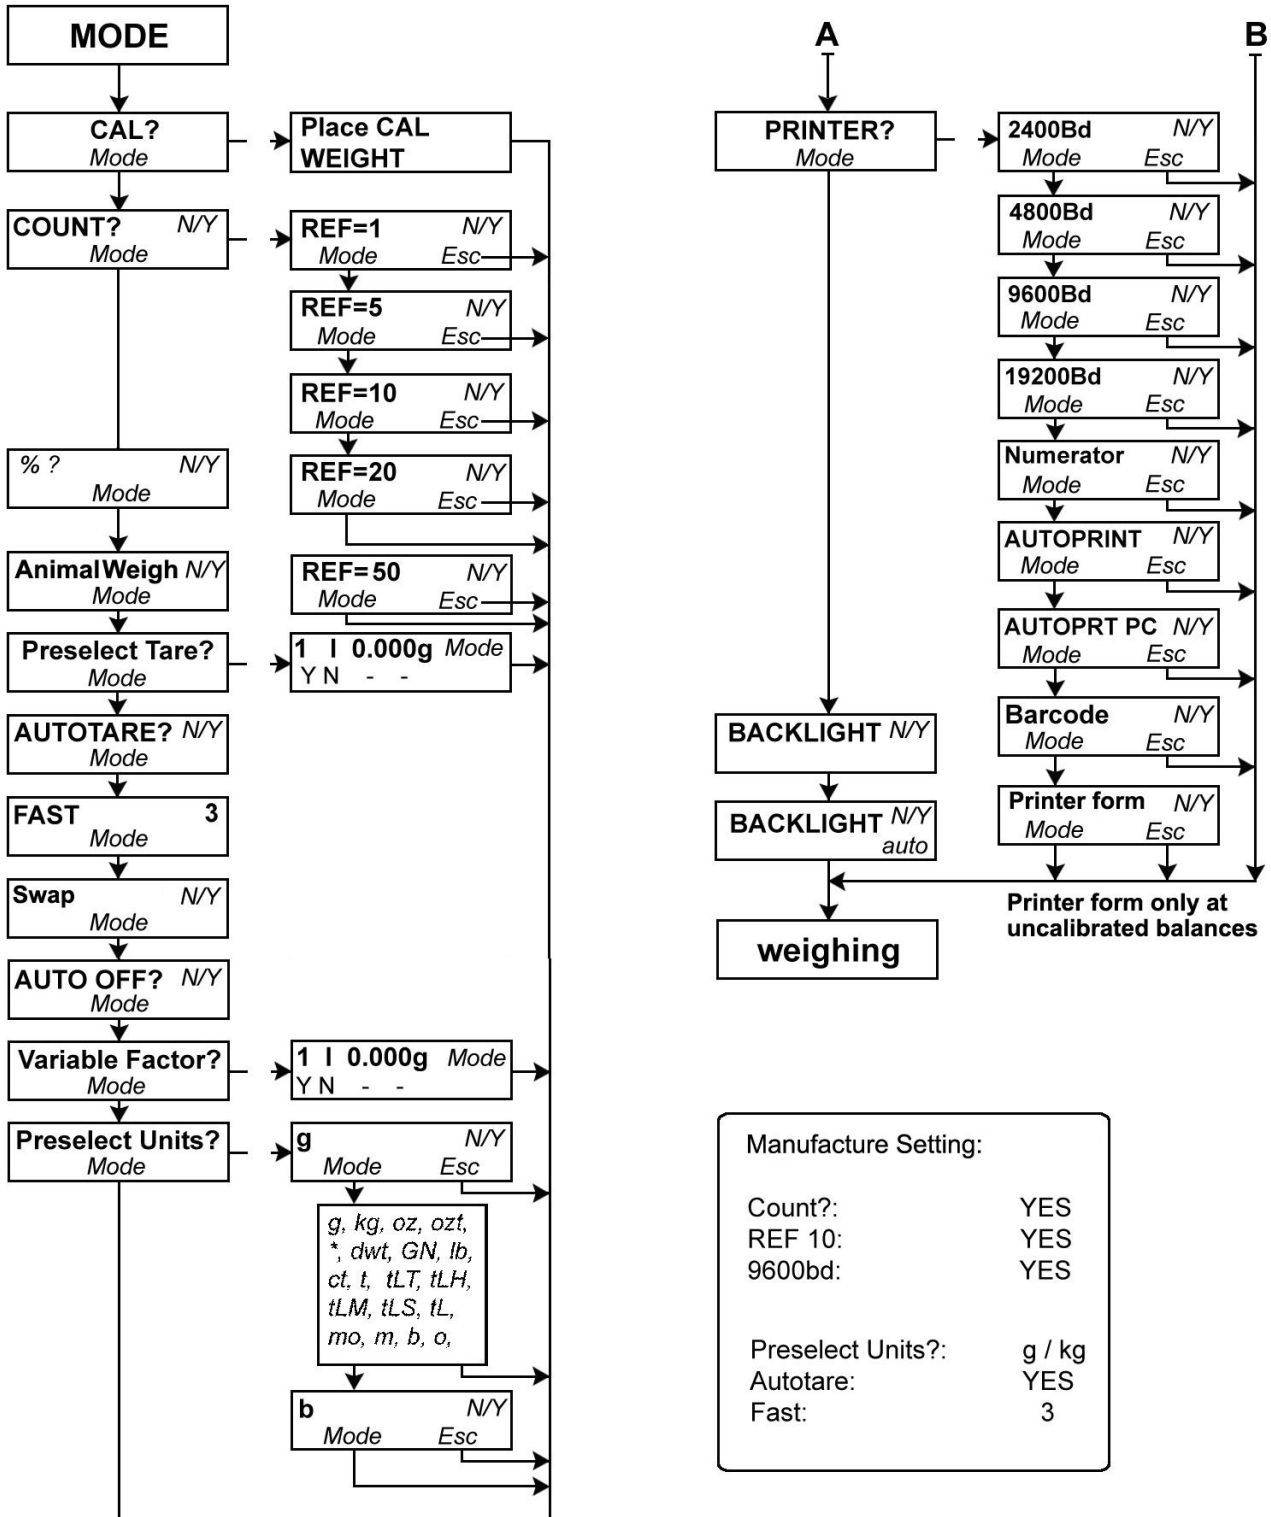 MODE
CAL?
Mode
Place CAL
WEIGHT
COUNT? N/Y
Mode
REF=1 N/Y
Mode Esc
REF=5 N/Y
Mode Esc
REF=10 N/Y
Mode Esc
REF=20 N/Y
Mode Esc
% ? N/Y
Mode
AnimalWeigh N/Y
Mode
REF=50 N/Y
Mode Esc
Preselect Tare?
Mode
1 I 0.000g Mode
Y N - -
AUTOTARE? N/Y
Mode
FAST 3
Mode
Swap N/Y
Mode
AUTO OFF? N/Y
Mode
Variable Factor?
Mode
1 I 0.000g Mode
Y N - -
Preselect Units?
Mode
g N/Y
Mode Esc
g, kg, oz, ozt,
*, dwt, GN, lb,
ct, t, tLT, tLH,
tLM, tLS, tL,
mo, m, b, o,
b N/Y
Mode Esc
A
B
PRINTER?
Mode
2400Bd N/Y
Mode Esc
4800Bd N/Y
Mode Esc
9600Bd N/Y
Mode Esc
19200Bd N/Y
Mode Esc
Numerator N/Y
Mode Esc
AUTOPRINT N/Y
Mode Esc
AUTOPRT PC N/Y
Mode Esc
Barcode N/Y
Mode Esc
Printer form N/Y
Mode Esc
BACKLIGHT N/Y
BACKLIGHT N/Y
auto
Printer form only at
uncalibrated balances
weighing
Manufacture Setting:
Count?: YES
REF 10: YES
9600bd: YES
Preselect Units?: g / kg
Autotare: YES
Fast: 3